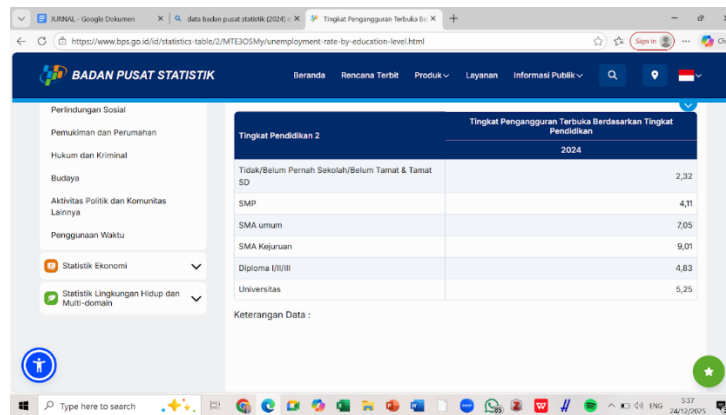 JURNAL - Google Dokumen
data badan pusat statistik (2024)
Tingkat Pengangguran Terbuka Be
https://www.bps.go.id/id/statistics-table/2/MTE3OSMy/unemployment-rate-by-education-level.html
Sign in
BADAN PUSAT STATISTIK
Beranda
Rencana Terbit
Produk
Layanan
Informasi Publik
Perlindungan Sosial
Pemukiman dan Perumahan
Hukum dan Kriminal
Budaya
Aktivitas Politik dan Komunitas
Lainnya
Penggunaan Waktu
Statistik Ekonomi
Statistik Lingkungan Hidup dan
Multi-domain
Tingkat Pendidikan 2
Tingkat Pengangguran Terbuka Berdasarkan Tingkat
Pendidikan
2024
Tidak/Belum Pernah Sekolah/Belum Tamat & Tamat
SD
2,32
SMP
4,11
SMA umum
7,05
SMA Kejuruan
9,01
Diploma I/II/III
4,83
Universitas
5,25
Keterangan Data :
Type here to search
ENG
5:37
24/12/2025